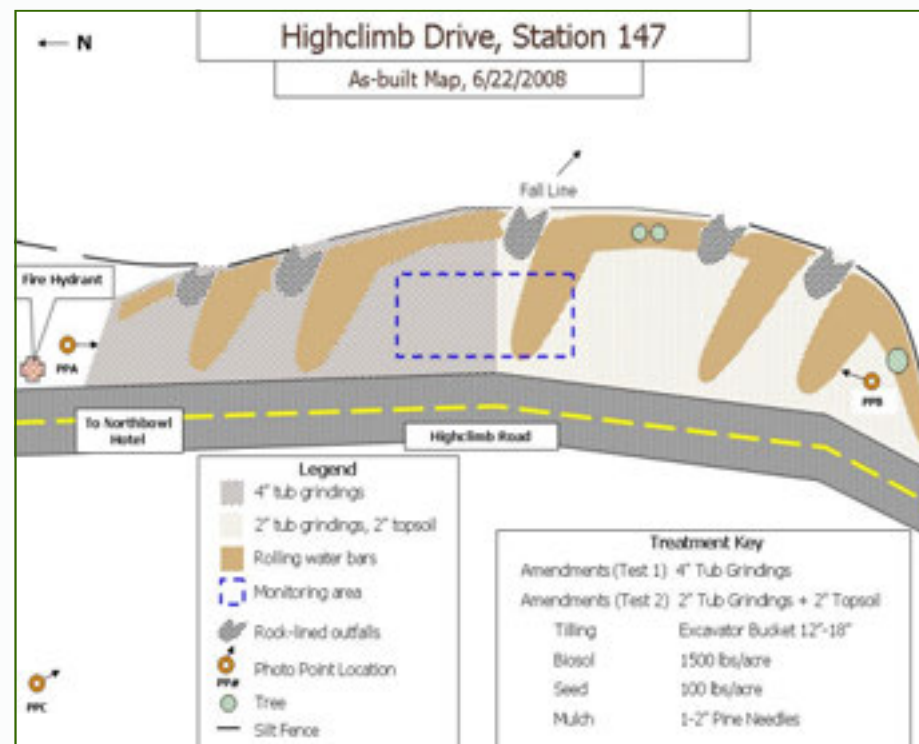 N
Highclimb Drive, Station 147
As-built Map, 6/22/2008
Fall Line
Fire Hydrant
PPA
PPB
To Northbowl
Hotel
Highclimb Road
Legend
4" tub grindings
2" tub grindings, 2" topsoil
Rolling water bars
Monitoring area
Rock-lined outfalls
PP#
Photo Point Location
Tree
Silt Fence
PPC
Treatment Key
Amendments (Test 1) 4" Tub Grindings
Amendments (Test 2) 2" Tub Grindings + 2" Topsoil
Tilling Excavator Bucket 12"-18"
Biosol 1500 lbs/acre
Seed 100 lbs/acre
Mulch 1-2" Pine Needles